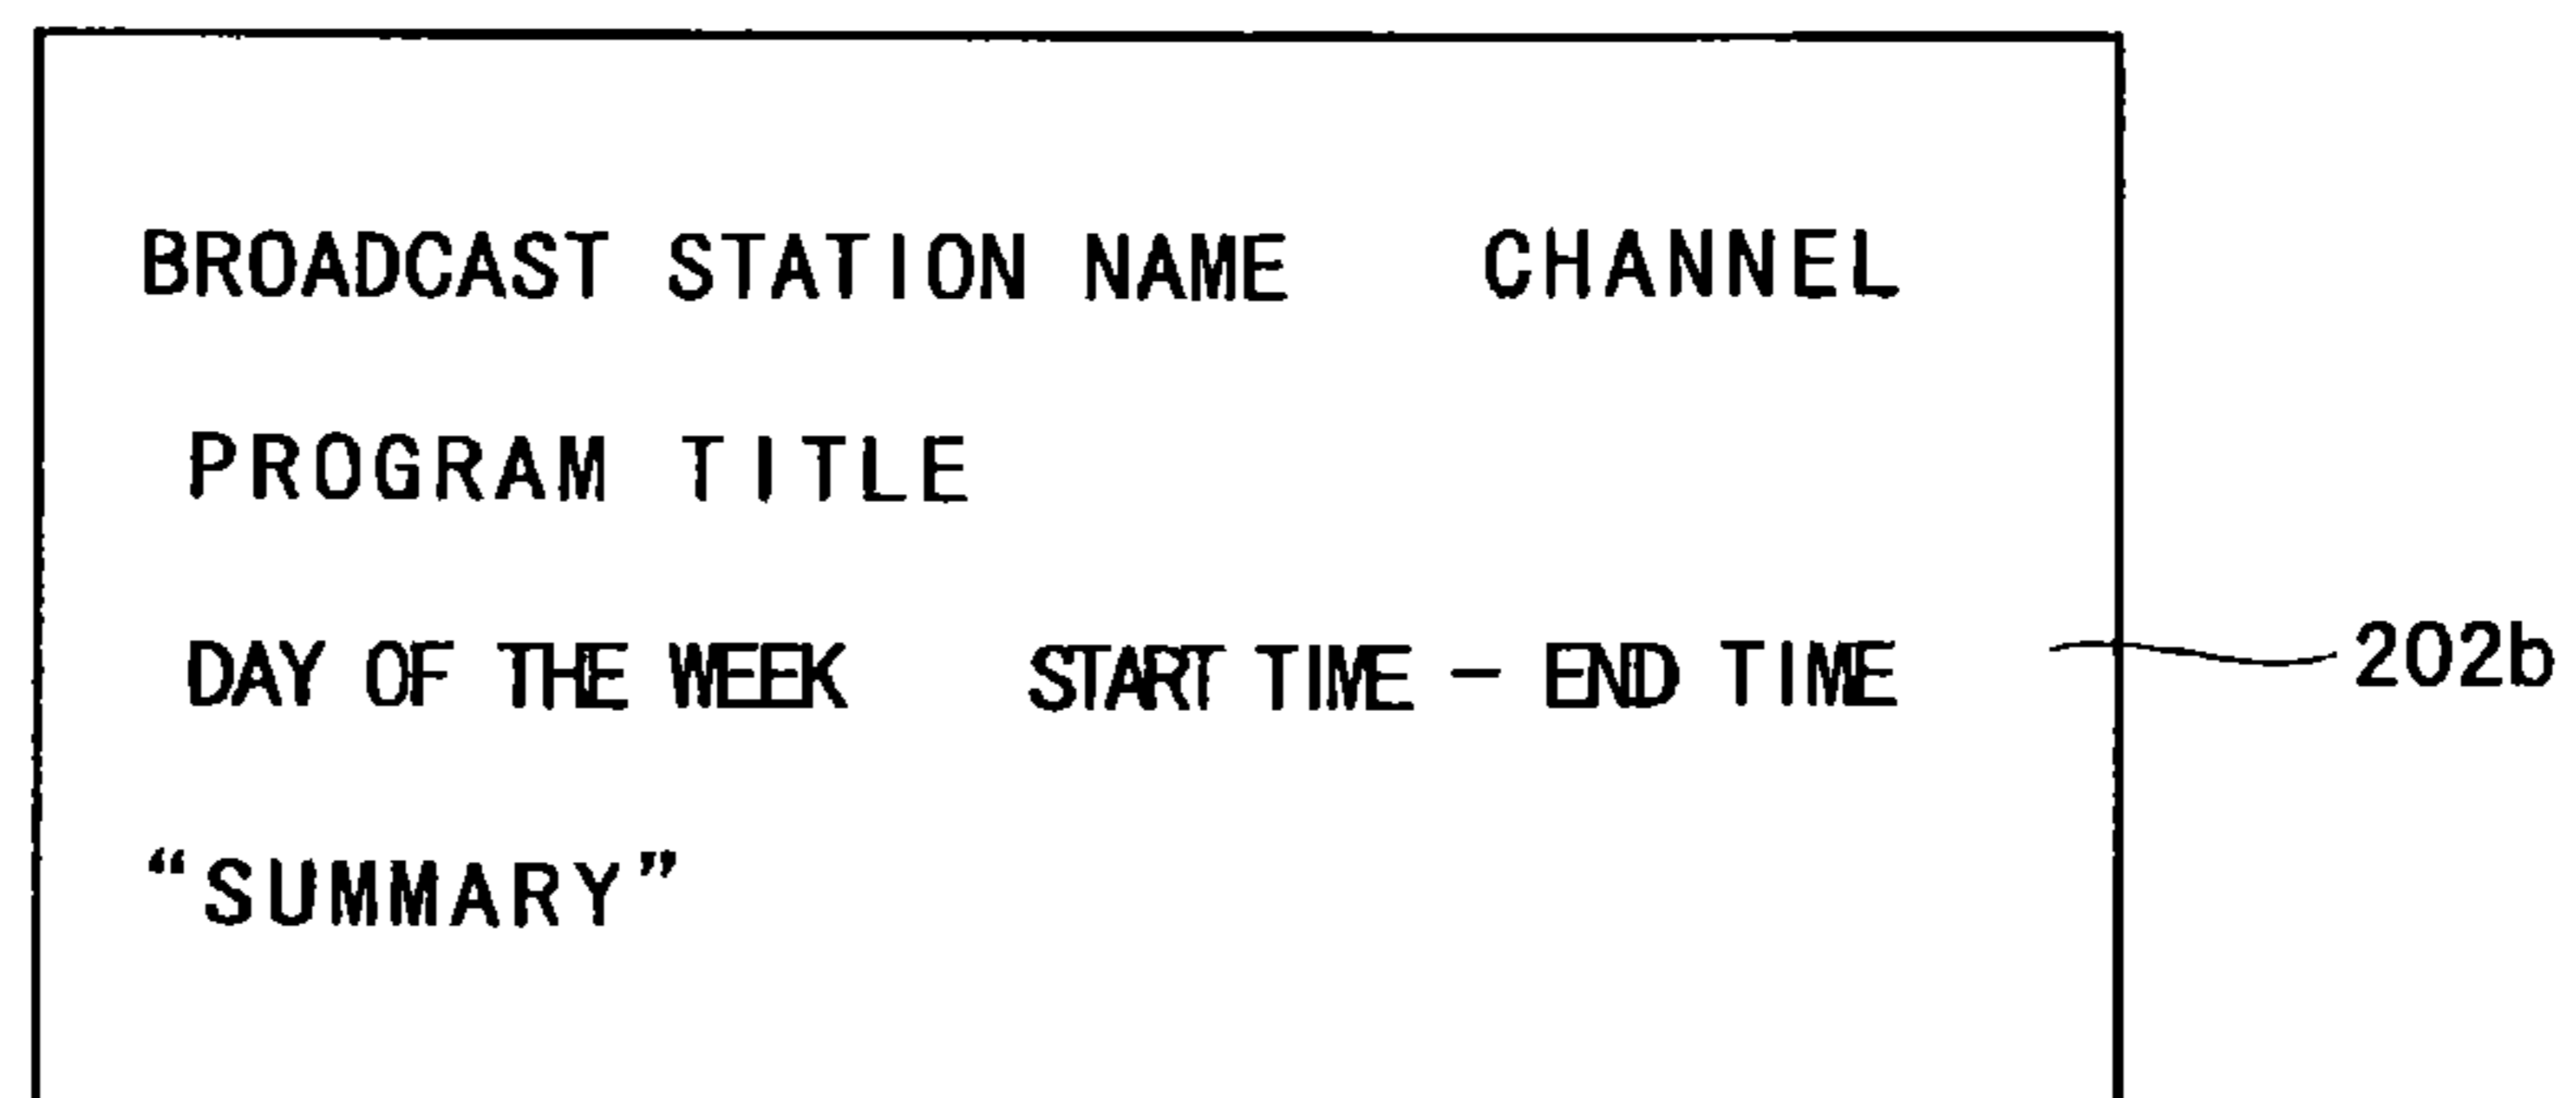 BROADCAST STATION NAME CHANNEL
PROGRAM TITLE
DAY OF THE WEEK START TIME – END TIME
202b
“SUMMARY”